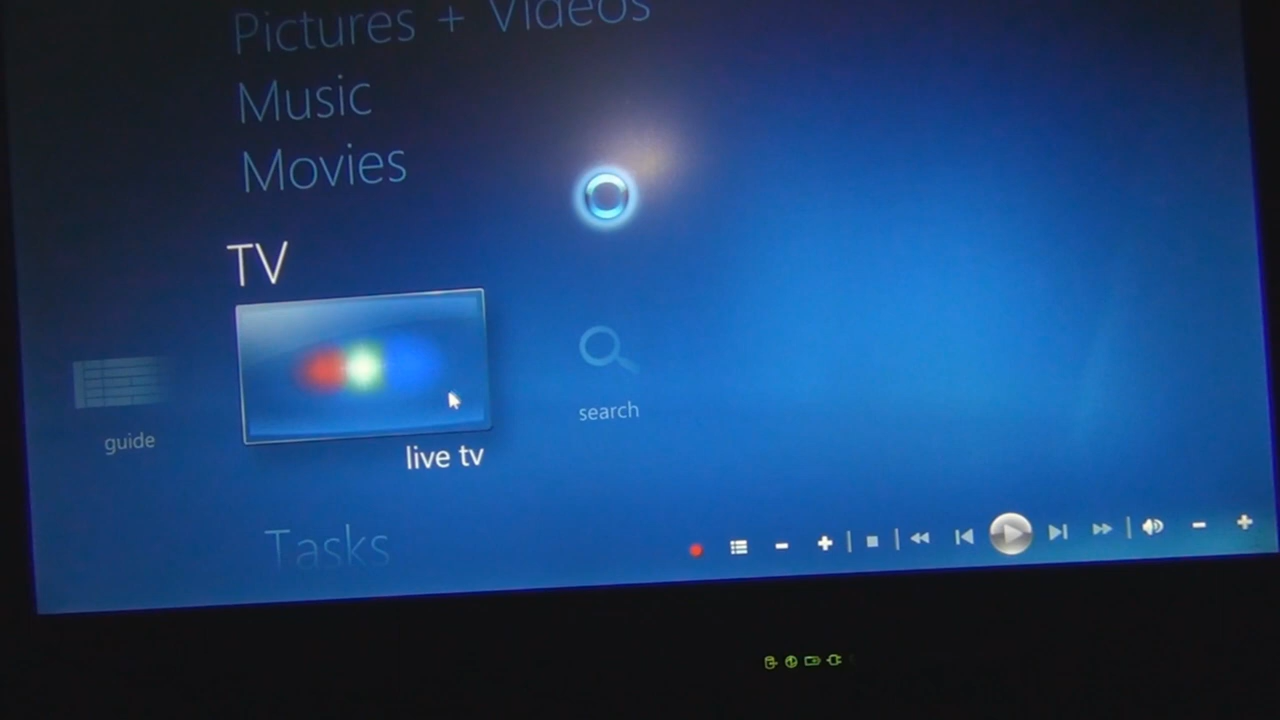 Pictures + Videos
Music
Movies
TV
guide
live tv
search
Tasks